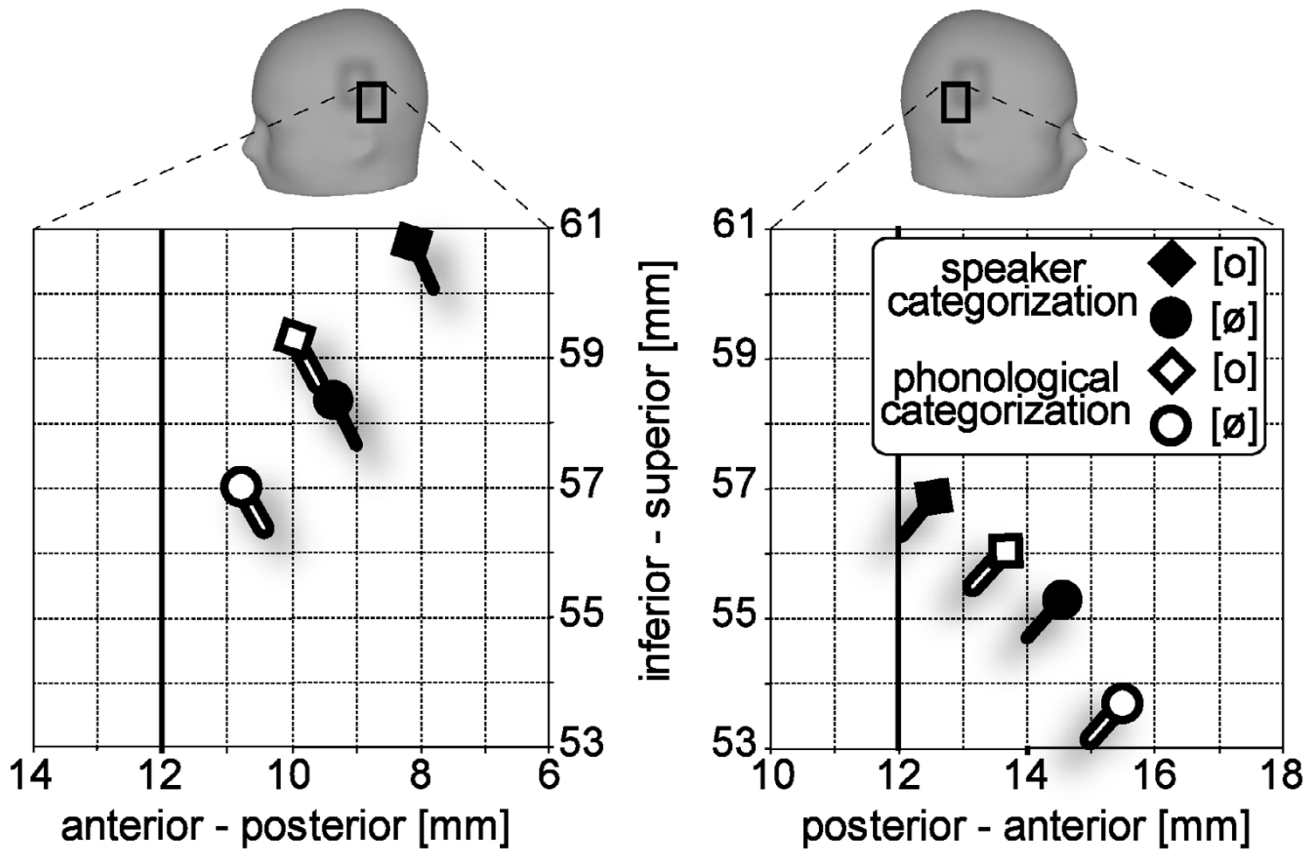 61
59
57
55
53
14 12 10 8 6
anterior - posterior [mm]
inferior - superior [mm]
61
59
57
55
53
10 12 14 16 18
posterior - anterior [mm]
speaker
categorization
[o]
[ø]
phonological
categorization
[o]
[ø]